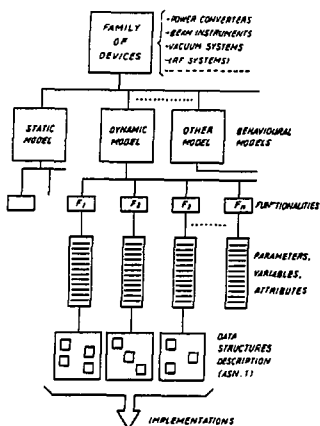 FAMILY
OF
DEVICES
-POWER CONVERTERS
-BEAM INSTRUMENTS
-VACUUM SYSTEMS
-(RF SYSTEMS)
STATIC
MODEL
DYNAMIC
MODEL
OTHER
MODEL
BEHAVIOURAL
MODELS
F1
F2
F3
Fn
FUNCTIONALITIES
PARAMETERS,
VARIABLES,
ATTRIBUTES
DATA
STRUCTURES
DESCRIPTION
(ASN.1)
IMPLEMENTATIONS